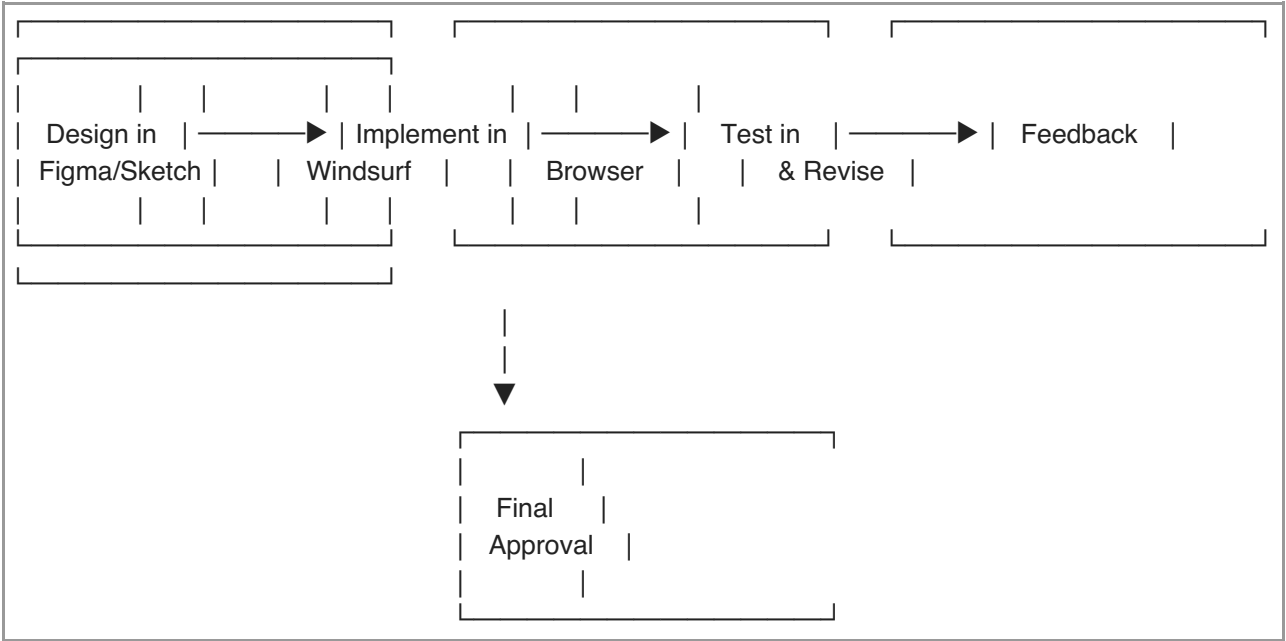 Design in Implement in Test in Feedback
Figma/Sketch Windsurf Browser & Revise
Final
Approval